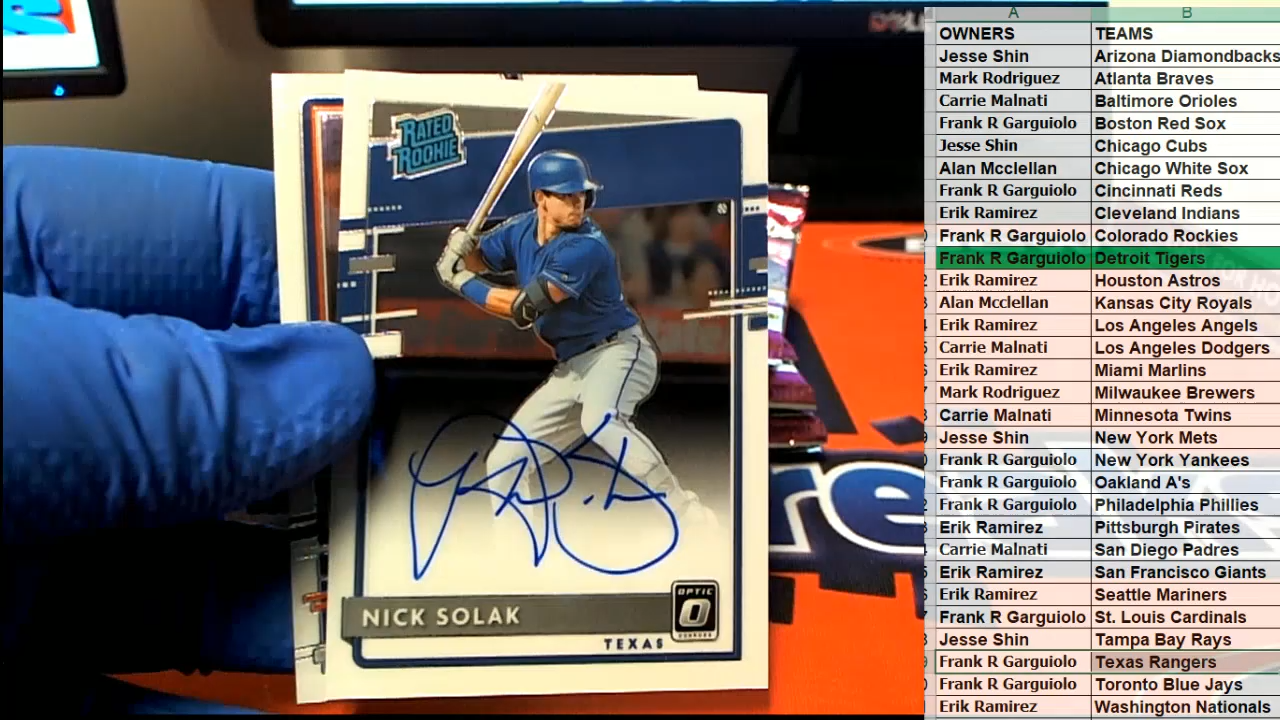 RATED
ROOKIE
NICK SOLAK
OPTIC
DONRUSS
TEXAS
re
A B
OWNERS TEAMS
Jesse Shin Arizona Diamondbacks
Mark Rodriguez Atlanta Braves
Carrie Malnati Baltimore Orioles
Frank R Garguiolo Boston Red Sox
Jesse Shin Chicago Cubs
Alan Mcclellan Chicago White Sox
Frank R Garguiolo Cincinnati Reds
Erik Ramirez Cleveland Indians
Frank R Garguiolo Colorado Rockies
Frank R Garguiolo Detroit Tigers
Erik Ramirez Houston Astros
Alan Mcclellan Kansas City Royals
Erik Ramirez Los Angeles Angels
Carrie Malnati Los Angeles Dodgers
Erik Ramirez Miami Marlins
Mark Rodriguez Milwaukee Brewers
Carrie Malnati Minnesota Twins
Jesse Shin New York Mets
Frank R Garguiolo New York Yankees
Frank R Garguiolo Oakland A's
Frank R Garguiolo Philadelphia Phillies
Erik Ramirez Pittsburgh Pirates
Carrie Malnati San Diego Padres
Erik Ramirez San Francisco Giants
Erik Ramirez Seattle Mariners
Frank R Garguiolo St. Louis Cardinals
Jesse Shin Tampa Bay Rays
Frank R Garguiolo Texas Rangers
Frank R Garguiolo Toronto Blue Jays
Erik Ramirez Washington Nationals